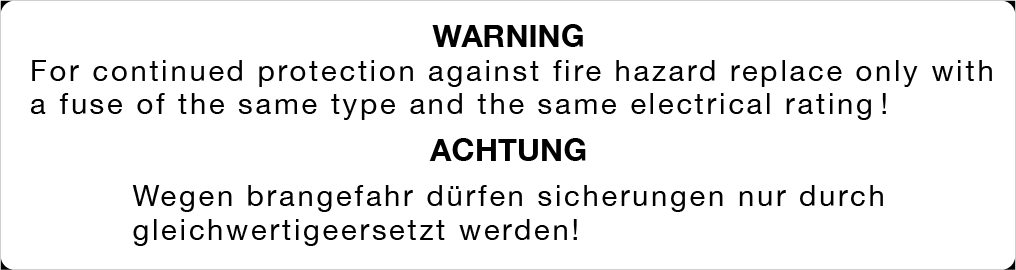 WARNING
For continued protection against fire hazard replace only with
a fuse of the same type and the same electrical rating!
ACHTUNG
Wegen brangefahr dürfen sicherungen nur durch
gleichwertigeersetzt werden!